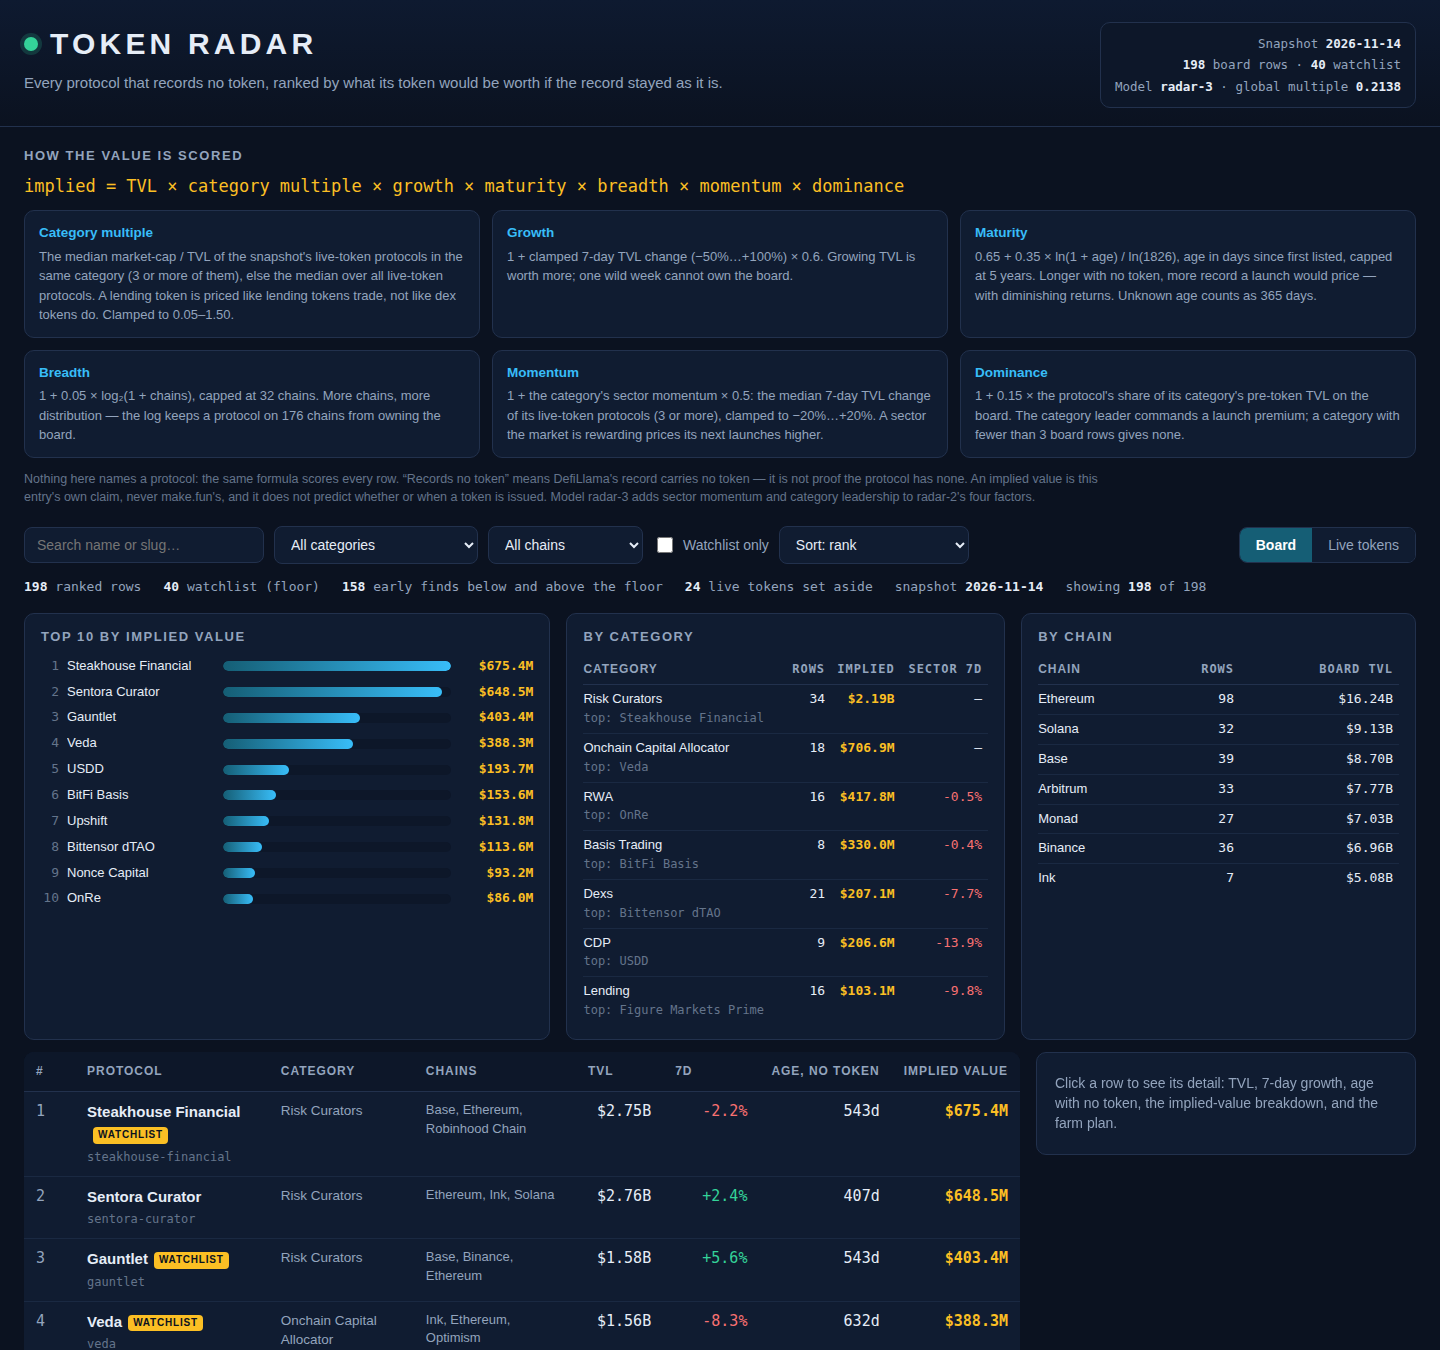 TOKEN RADAR
Every protocol that records no token, ranked by what its token would be worth if the record stayed as it is.
Snapshot 2026-11-14
198 board rows · 40 watchlist
Model radar-3 · global multiple 0.2138
HOW THE VALUE IS SCORED
implied = TVL × category multiple × growth × maturity × breadth × momentum × dominance
Category multiple
The median market-cap / TVL of the snapshot's live-token protocols in the
same category (3 or more of them), else the median over all live-token
protocols. A lending token is priced like lending tokens trade, not like dex
tokens do. Clamped to 0.05–1.50.
Growth
1 + clamped 7-day TVL change (−50%…+100%) × 0.6. Growing TVL is
worth more; one wild week cannot own the board.
Maturity
0.65 + 0.35 × ln(1 + age) / ln(1826), age in days since first listed, capped
at 5 years. Longer with no token, more record a launch would price —
with diminishing returns. Unknown age counts as 365 days.
Breadth
1 + 0.05 × log₂(1 + chains), capped at 32 chains. More chains, more
distribution — the log keeps a protocol on 176 chains from owning the
board.
Momentum
1 + the category's sector momentum × 0.5: the median 7-day TVL change
of its live-token protocols (3 or more), clamped to −20%…+20%. A sector
the market is rewarding prices its next launches higher.
Dominance
1 + 0.15 × the protocol's share of its category's pre-token TVL on the
board. The category leader commands a launch premium; a category with
fewer than 3 board rows gives none.
Nothing here names a protocol: the same formula scores every row. “Records no token” means DefiLlama's record carries no token — it is not proof the protocol has none. An implied value is this
entry's own claim, never make.fun's, and it does not predict whether or when a token is issued. Model radar-3 adds sector momentum and category leadership to radar-2's four factors.
Search name or slug…
All categories
All chains
Watchlist only
Sort: rank
Board
Live tokens
198 ranked rows 40 watchlist (floor) 158 early finds below and above the floor 24 live tokens set aside snapshot 2026-11-14 showing 198 of 198
TOP 10 BY IMPLIED VALUE
1 Steakhouse Financial $675.4M
2 Sentora Curator $648.5M
3 Gauntlet $403.4M
4 Veda $388.3M
5 USDD $193.7M
6 BitFi Basis $153.6M
7 Upshift $131.8M
8 Bittensor dTAO $113.6M
9 Nonce Capital $93.2M
10 OnRe $86.0M
BY CATEGORY
CATEGORY ROWS IMPLIED SECTOR 7D
Risk Curators 34 $2.19B —
top: Steakhouse Financial
Onchain Capital Allocator 18 $706.9M —
top: Veda
RWA 16 $417.8M -0.5%
top: OnRe
Basis Trading 8 $330.0M -0.4%
top: BitFi Basis
Dexs 21 $207.1M -7.7%
top: Bittensor dTAO
CDP 9 $206.6M -13.9%
top: USDD
Lending 16 $103.1M -9.8%
top: Figure Markets Prime
BY CHAIN
CHAIN ROWS BOARD TVL
Ethereum 98 $16.24B
Solana 32 $9.13B
Base 39 $8.70B
Arbitrum 33 $7.77B
Monad 27 $7.03B
Binance 36 $6.96B
Ink 7 $5.08B
# PROTOCOL CATEGORY CHAINS TVL 7D AGE, NO TOKEN IMPLIED VALUE
1 Steakhouse Financial Risk Curators Base, Ethereum, $2.75B -2.2% 543d $675.4M
WATCHLIST Robinhood Chain
steakhouse-financial
2 Sentora Curator Risk Curators Ethereum, Ink, Solana $2.76B +2.4% 407d $648.5M
sentora-curator
3 Gauntlet WATCHLIST Risk Curators Base, Binance, $1.58B +5.6% 543d $403.4M
gauntlet Ethereum
4 Veda WATCHLIST Onchain Capital Ink, Ethereum, $1.56B -8.3% 632d $388.3M
veda Allocator Optimism
Click a row to see its detail: TVL, 7-day growth, age
with no token, the implied-value breakdown, and the
farm plan.